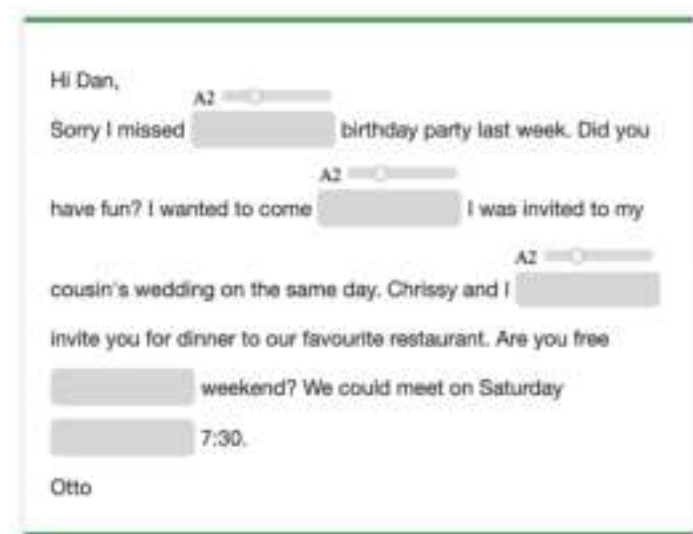 Hi Dan,
A2
Sorry I missed birthday party last week. Did you
A2
have fun? I wanted to come I was invited to my
A2
cousin's wedding on the same day. Chrissy and I
invite you for dinner to our favourite restaurant. Are you free
weekend? We could meet on Saturday
7:30.
Otto